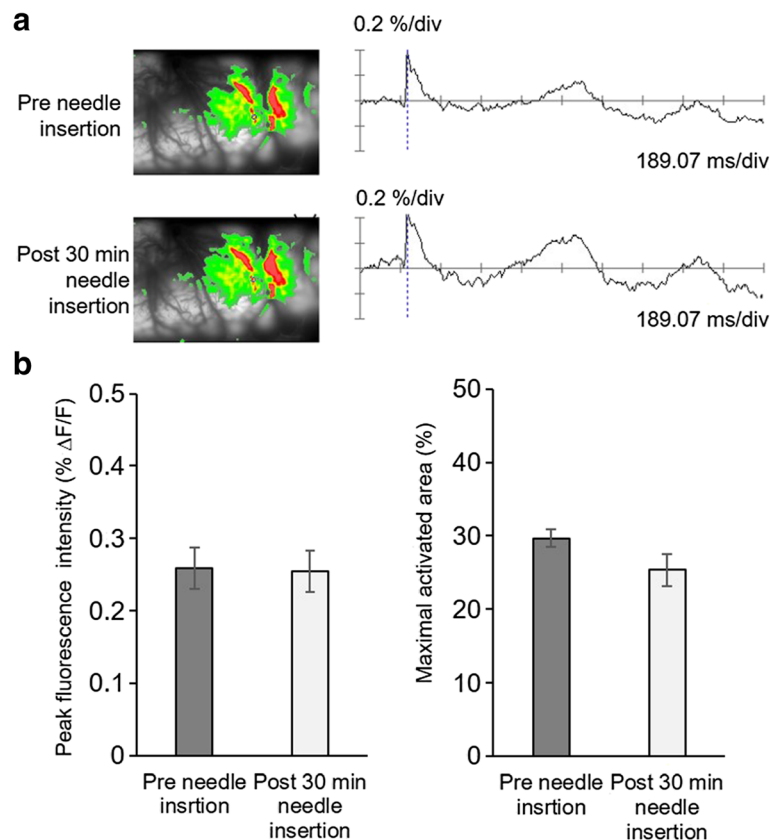 a
0.2 %/div
Pre needle
insertion
189.07 ms/div
0.2 %/div
Post 30 min
needle
insertion
189.07 ms/div
b
Peak fluorescence intensity (% ΔF/F)
0.5
0.4
0.3
0.2
0.1
0
Pre needle
insrtion
Post 30 min
needle
insertion
Maximal activated area (%)
50
40
30
20
10
0
Pre needle
insrtion
Post 30 min
needle
insertion